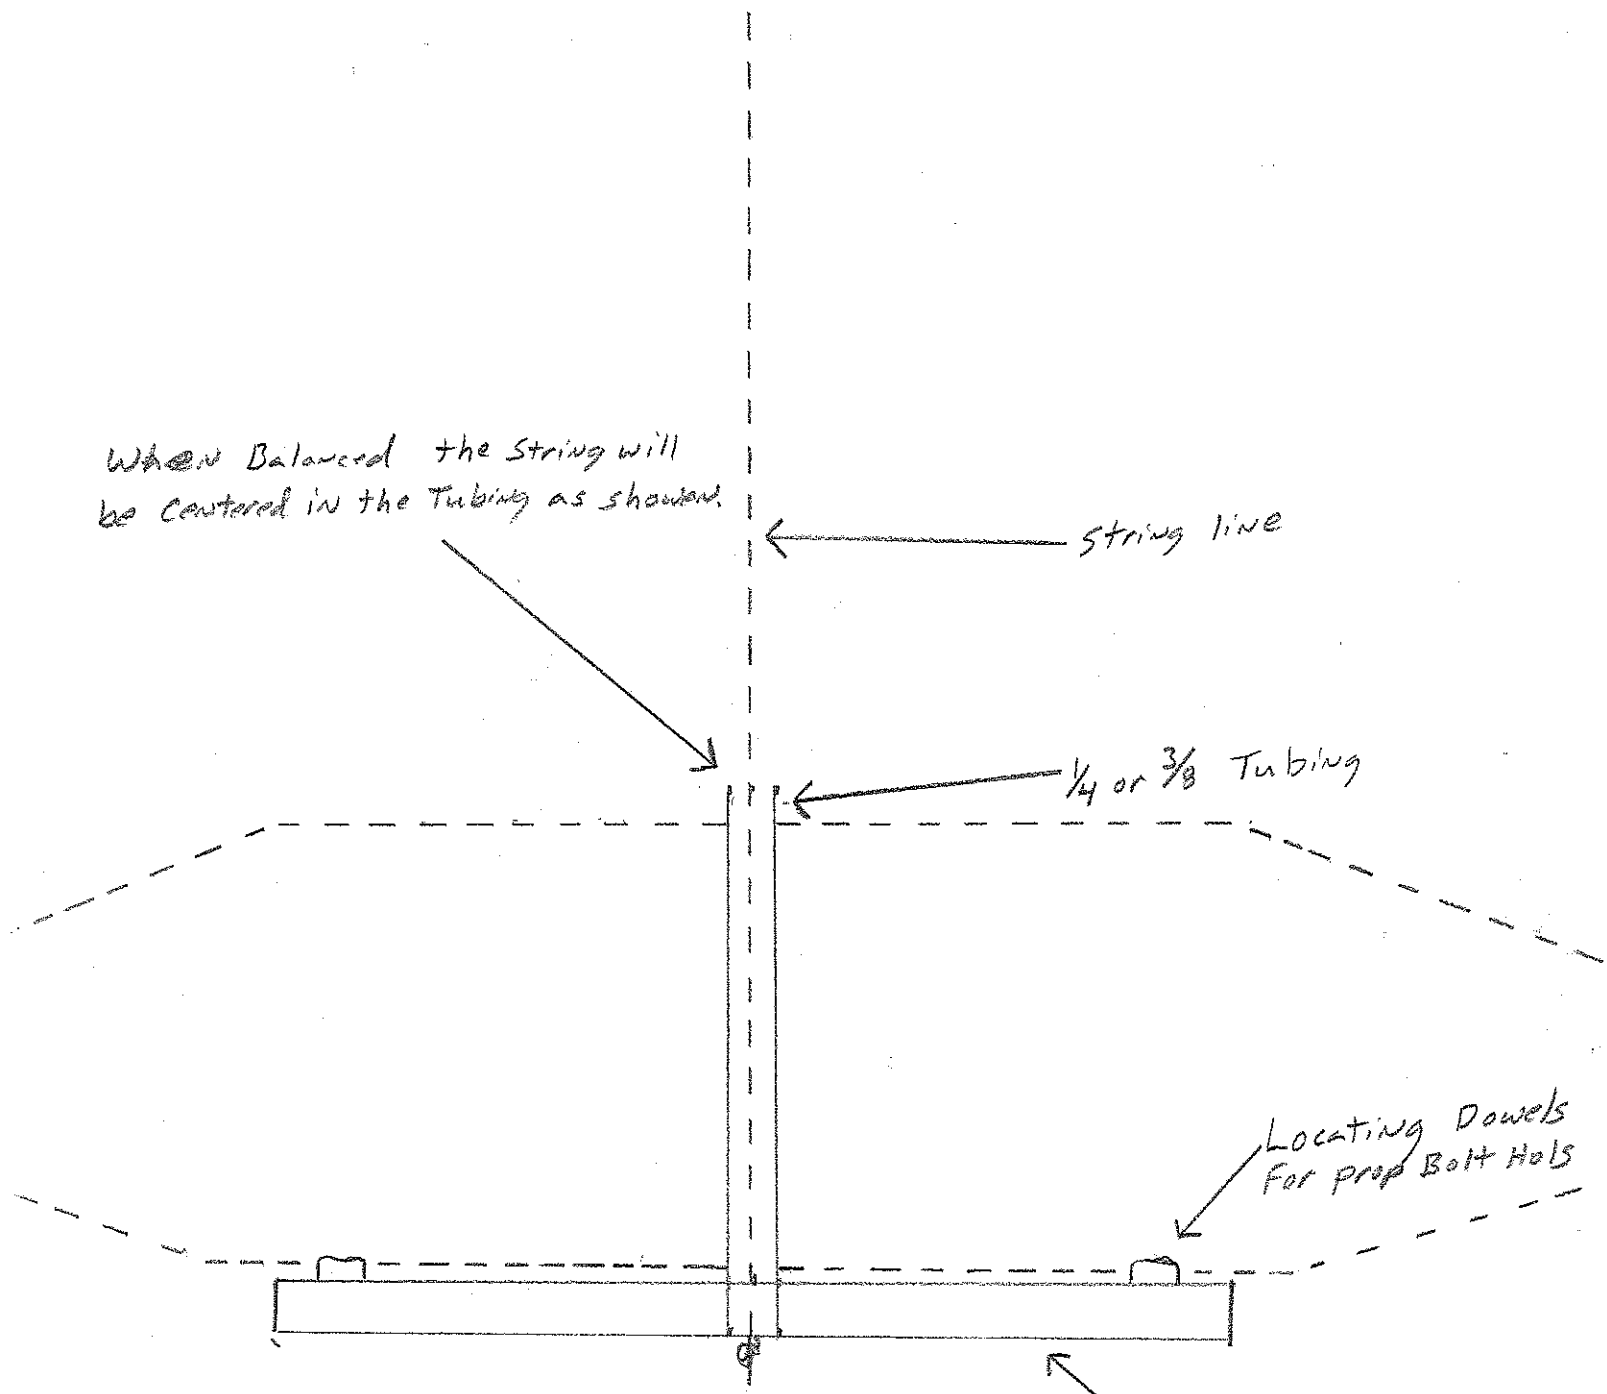 When Balanced the String will
be Centered in the Tubing as showen.
String line
1/4 or 3/8 Tubing
Locating Dowels
For prop Bolt Hols